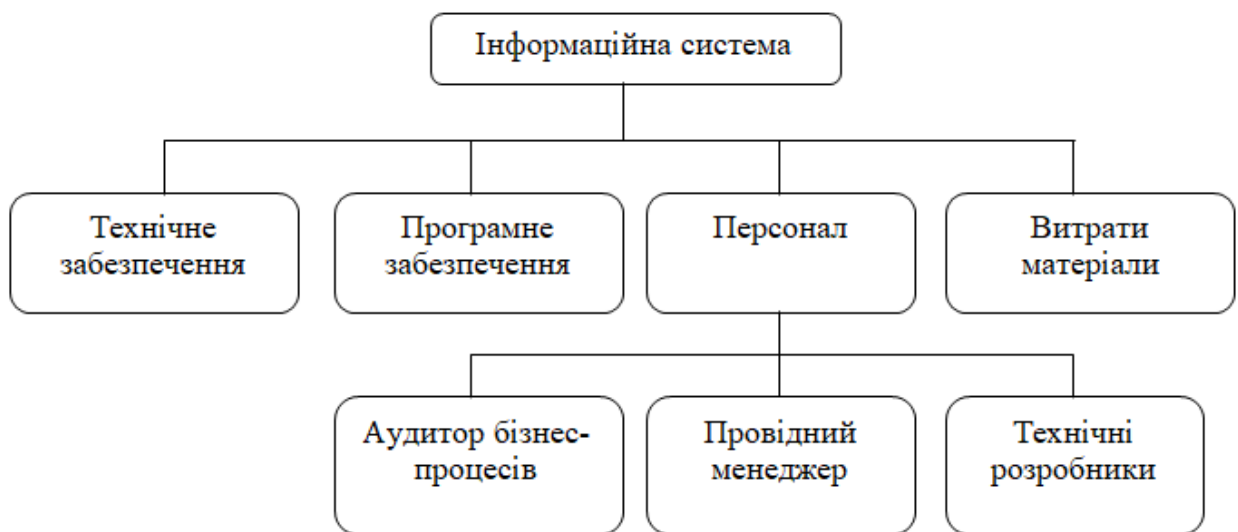 Інформаційна система
Технічне
забезпечення
Програмне
забезпечення
Персонал
Витрати
матеріали
Аудитор бізнес-
процесів
Провідний
менеджер
Технічні
розробники